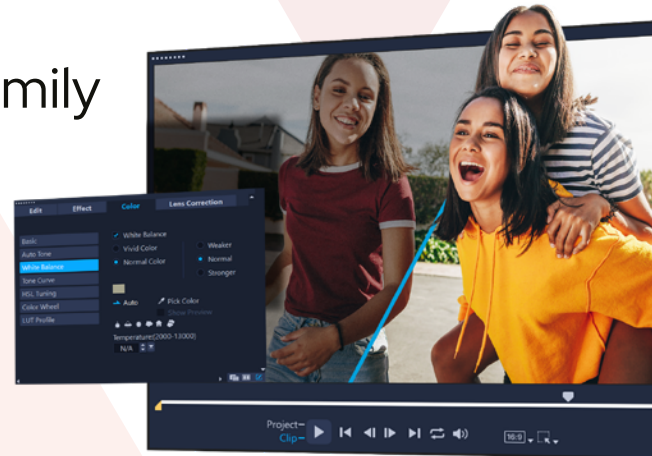 mily
Edit Effect Color Lens Correction
Basic
Auto Tone
White Balance
Tone Curve
HSL Tuning
Color Wheel
LUT Profile
White Balance
Vivid Color
Normal Color
Weaker
Normal
Stronger
Auto
Pick Color
Show Preview
Temperature:(2000-13000)
N/A
Project
Clip
16:9